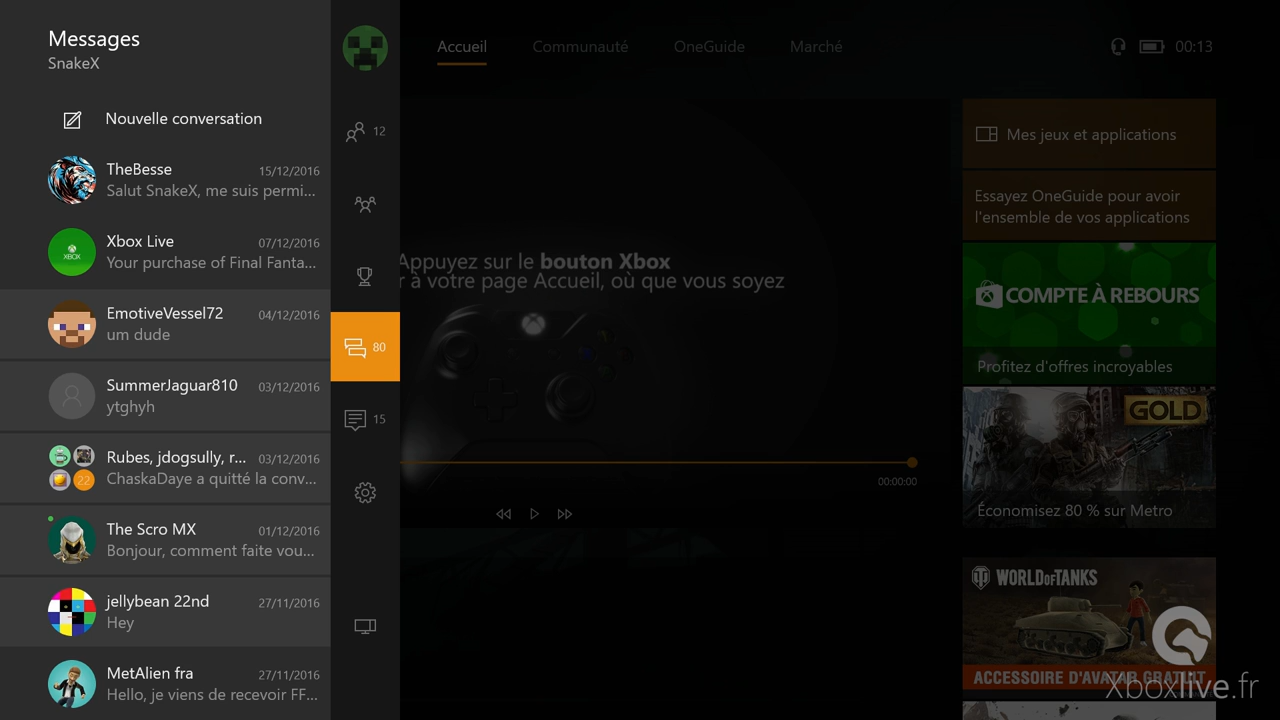 Messages
SnakeX
Nouvelle conversation
TheBesse 15/12/2016
Salut SnakeX, me suis permi...
Xbox Live 07/12/2016
Your purchase of Final Fanta...
XBOX
EmotiveVessel72 04/12/2016
um dude
SummerJaguar810 03/12/2016
ytghyh
Rubes, jdogsully, r... 03/12/2016
22
ChaskaDaye a quitté la conv...
The Scro MX 01/12/2016
Bonjour, comment faite vou...
jellybean 22nd 27/11/2016
Hey
MetAlien fra 27/11/2016
Hello, je viens de recevoir FF...
12
80
15
Accueil Communauté OneGuide Marché 00:13
Appuyez sur le bouton Xbox
r à votre page Accueil, où que vous soyez
00:00:00
Mes jeux et applications
Essayez OneGuide pour avoir
l'ensemble de vos applications
COMPTE À REBOURS
Profitez d'offres incroyables
GOLD
Économisez 80 % sur Metro
WORLD OF TANKS
ACCESSOIRE D'AVATAR GRATUIT
Xboxlive.fr